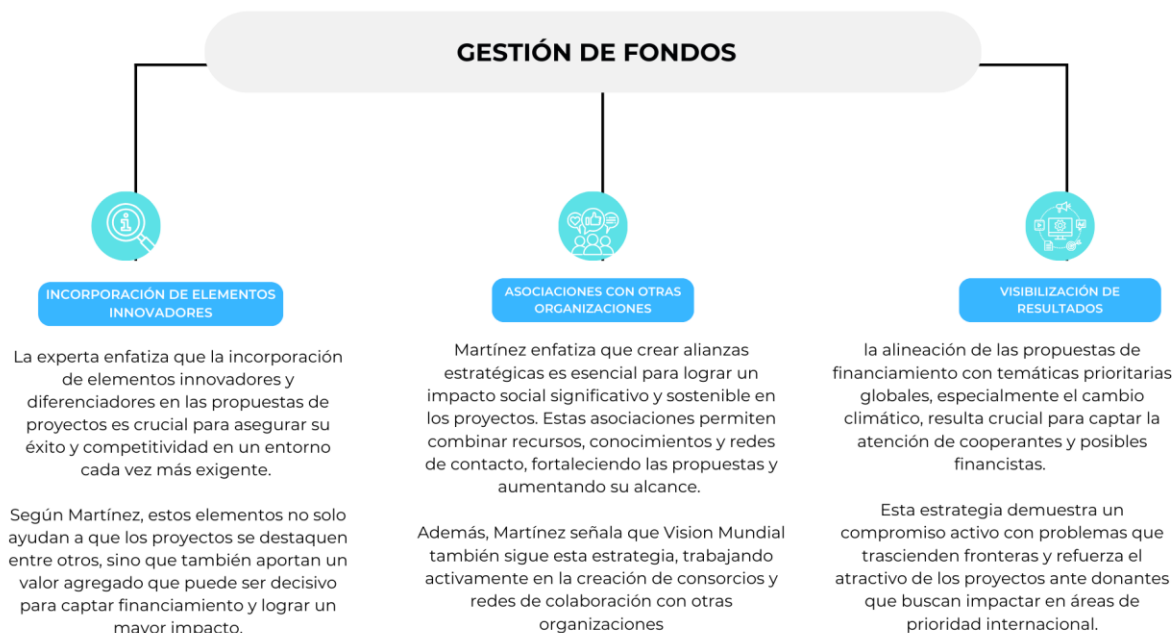 GESTIÓN DE FONDOS
INCORPORACIÓN DE ELEMENTOS
INNOVADORES
La experta enfatiza que la incorporación
de elementos innovadores y
diferenciadores en las propuestas de
proyectos es crucial para asegurar su
éxito y competitividad en un entorno
cada vez más exigente.
Según Martínez, estos elementos no solo
ayudan a que los proyectos se destaquen
entre otros, sino que también aportan un
valor agregado que puede ser decisivo
para captar financiamiento y lograr un
mayor impacto.
ASOCIACIONES CON OTRAS
ORGANIZACIONES
Martínez enfatiza que crear alianzas
estratégicas es esencial para lograr un
impacto social significativo y sostenible en
los proyectos. Estas asociaciones permiten
combinar recursos, conocimientos y redes
de contacto, fortaleciendo las propuestas y
aumentando su alcance.
Además, Martínez señala que Vision Mundial
también sigue esta estrategia, trabajando
activamente en la creación de consorcios y
redes de colaboración con otras
organizaciones
VISIBILIZACIÓN DE
RESULTADOS
la alineación de las propuestas de
financiamiento con temáticas prioritarias
globales, especialmente el cambio
climático, resulta crucial para captar la
atención de cooperantes y posibles
financistas.
Esta estrategia demuestra un
compromiso activo con problemas que
trascienden fronteras y refuerza el
atractivo de los proyectos ante donantes
que buscan impactar en áreas de
prioridad internacional.